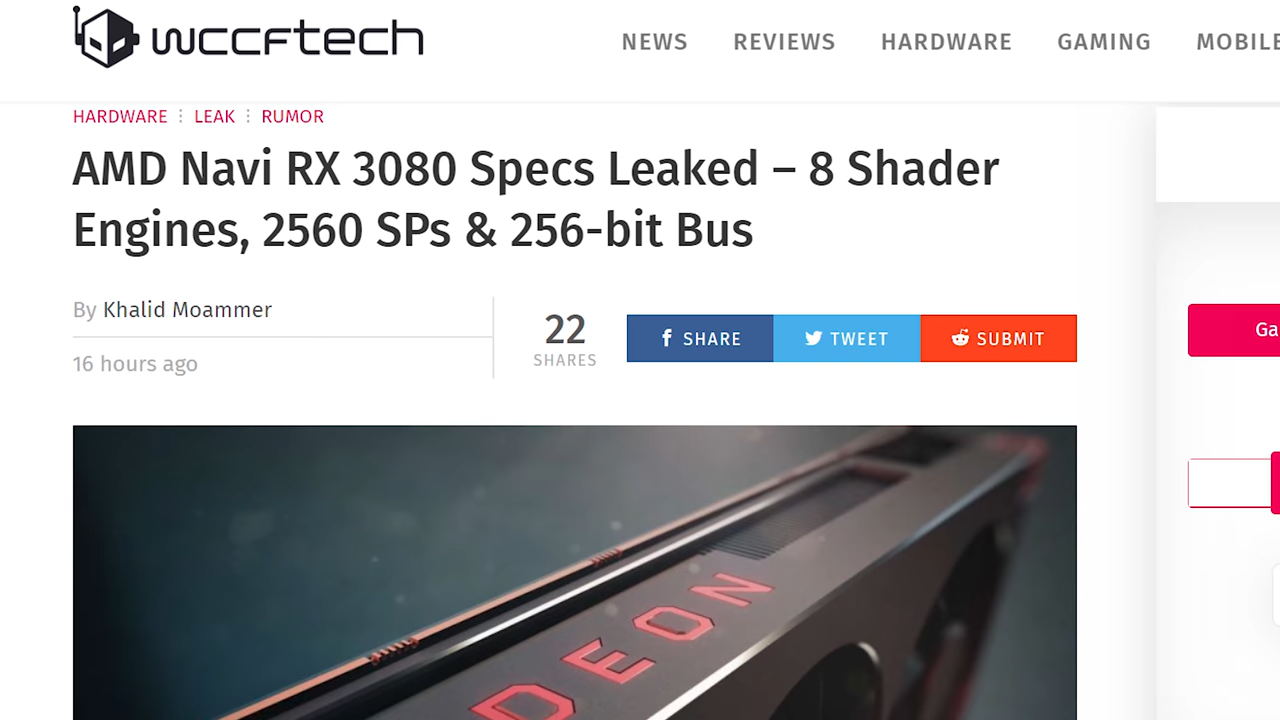 wccftech
NEWS REVIEWS HARDWARE GAMING
HARDWARE LEAK RUMOR
AMD Navi RX 3080 Specs Leaked – 8 Shader
Engines, 2560 SPs & 256-bit Bus
By Khalid Moammer
16 hours ago
22
SHARES
SHARE TWEET SUBMIT
DEON